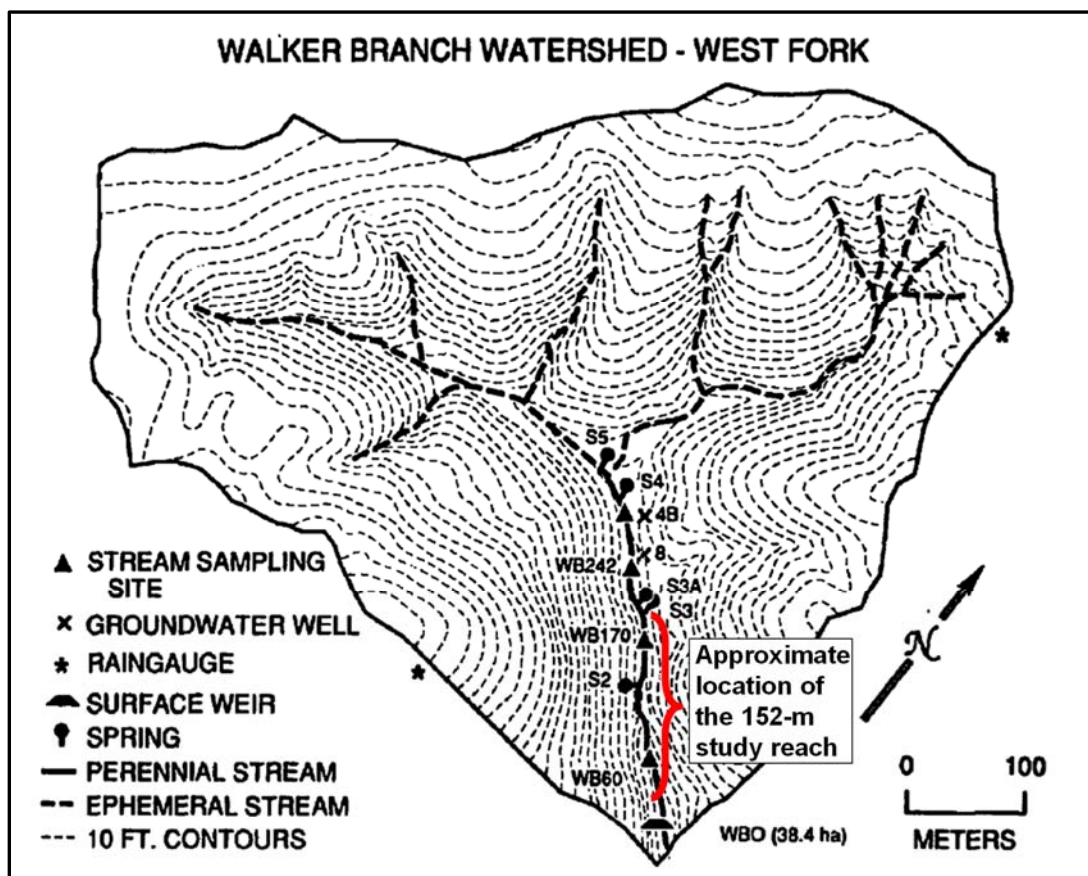 WALKER BRANCH WATERSHED - WEST FORK
S5
S4
4B
8
WB242
S3A
S3
WB170
S2
WB60
Approximate
location of
the 152-m
study reach
N
STREAM SAMPLING
SITE
GROUNDWATER WELL
RAINGAUGE
SURFACE WEIR
SPRING
PERENNIAL STREAM
EPHEMERAL STREAM
10 FT. CONTOURS
WBO (38.4 ha)
0 100
METERS